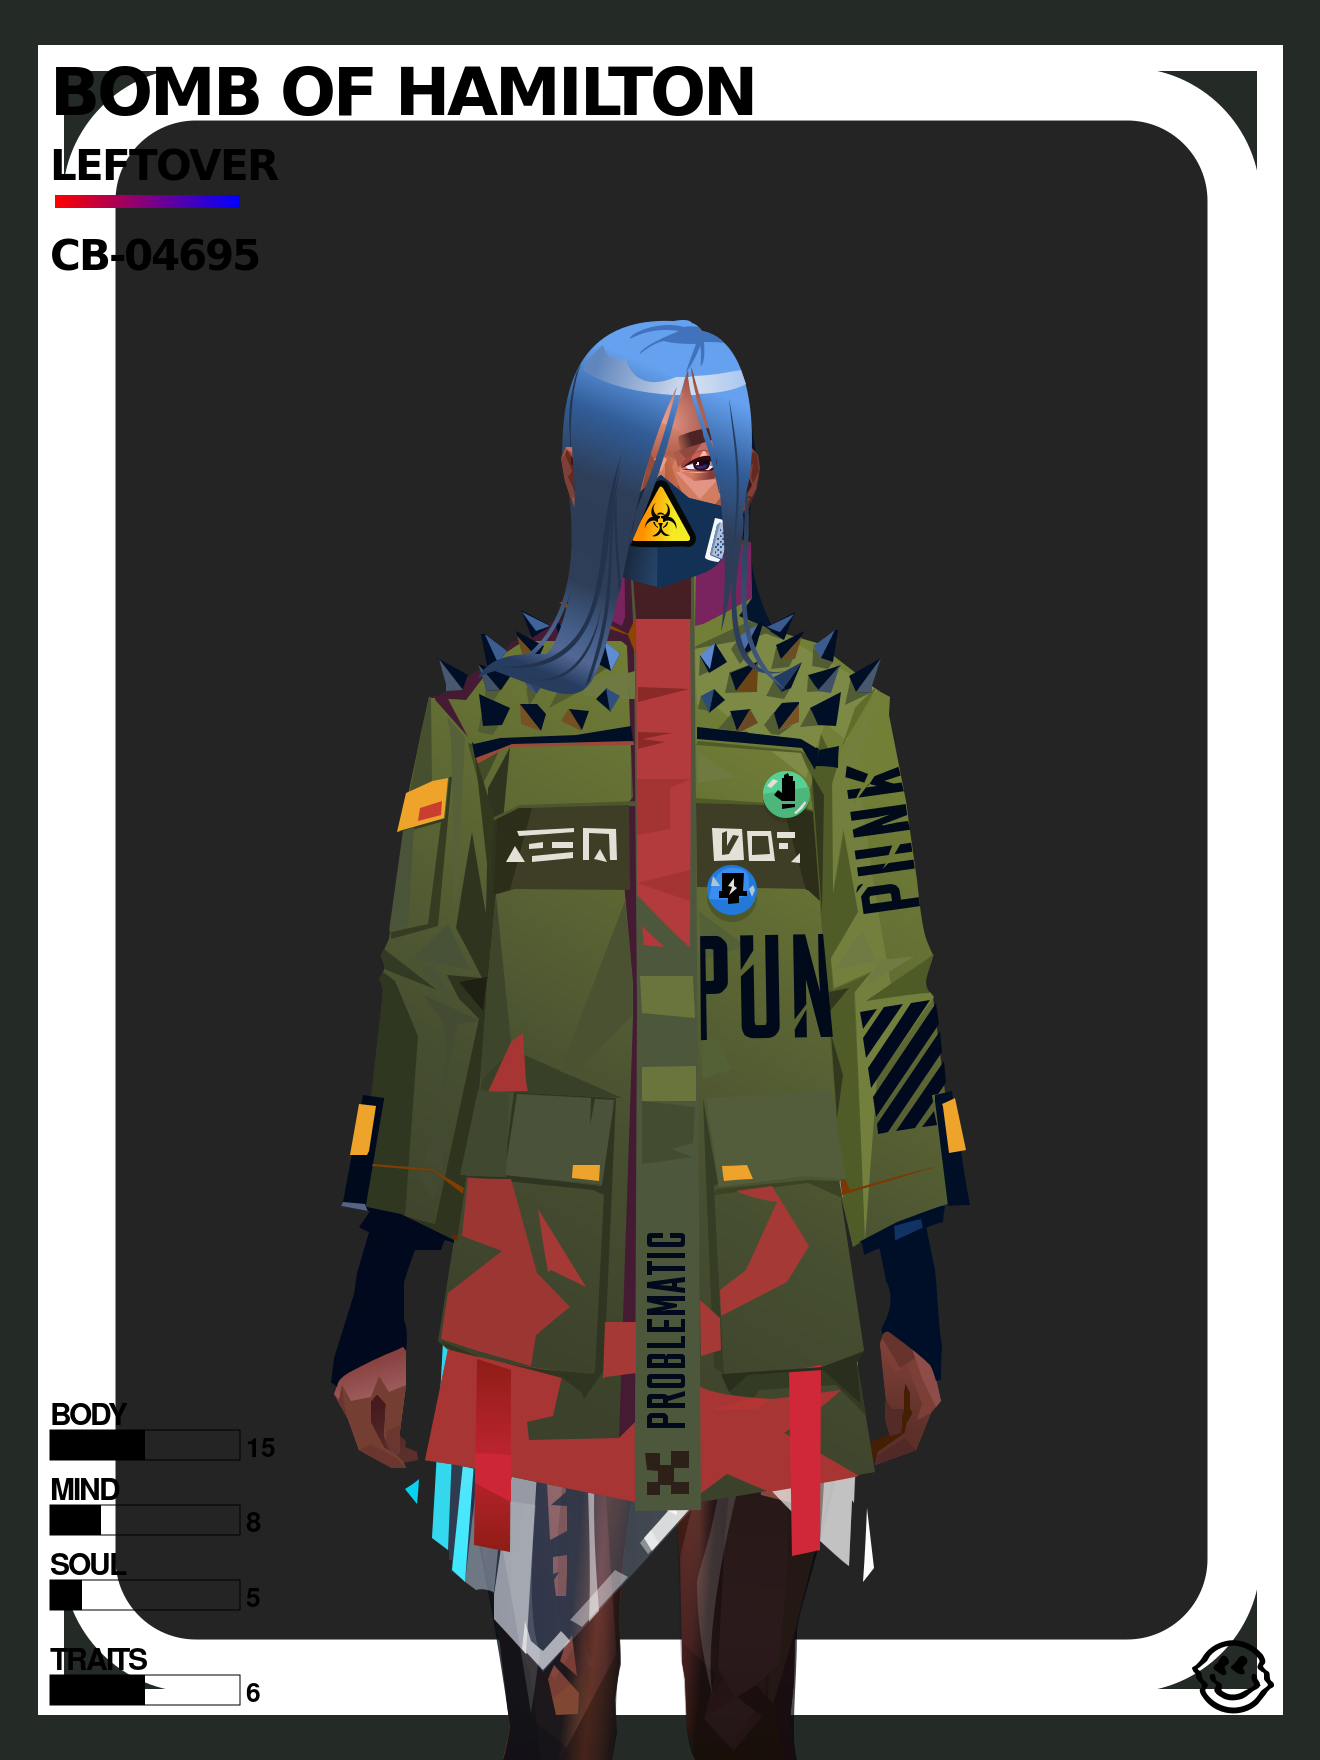 BOMB OF HAMILTON
LEFTOVER
CB-04695
PUNK
PUN
PROBLEMATIC
BODY
15
MIND
8
SOUL
5
TRAITS
6